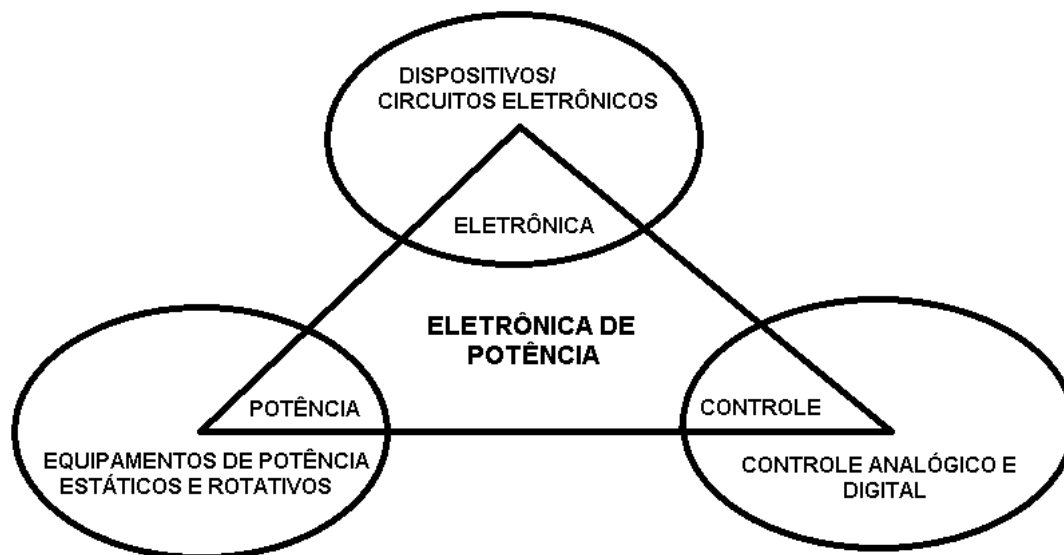 DISPOSITIVOS/
CIRCUITOS ELETRÔNICOS
ELETRÔNICA
ELETRÔNICA DE
POTÊNCIA
POTÊNCIA
CONTROLE
EQUIPAMENTOS DE POTÊNCIA
ESTÁTICOS E ROTATIVOS
CONTROLE ANALÓGICO E
DIGITAL